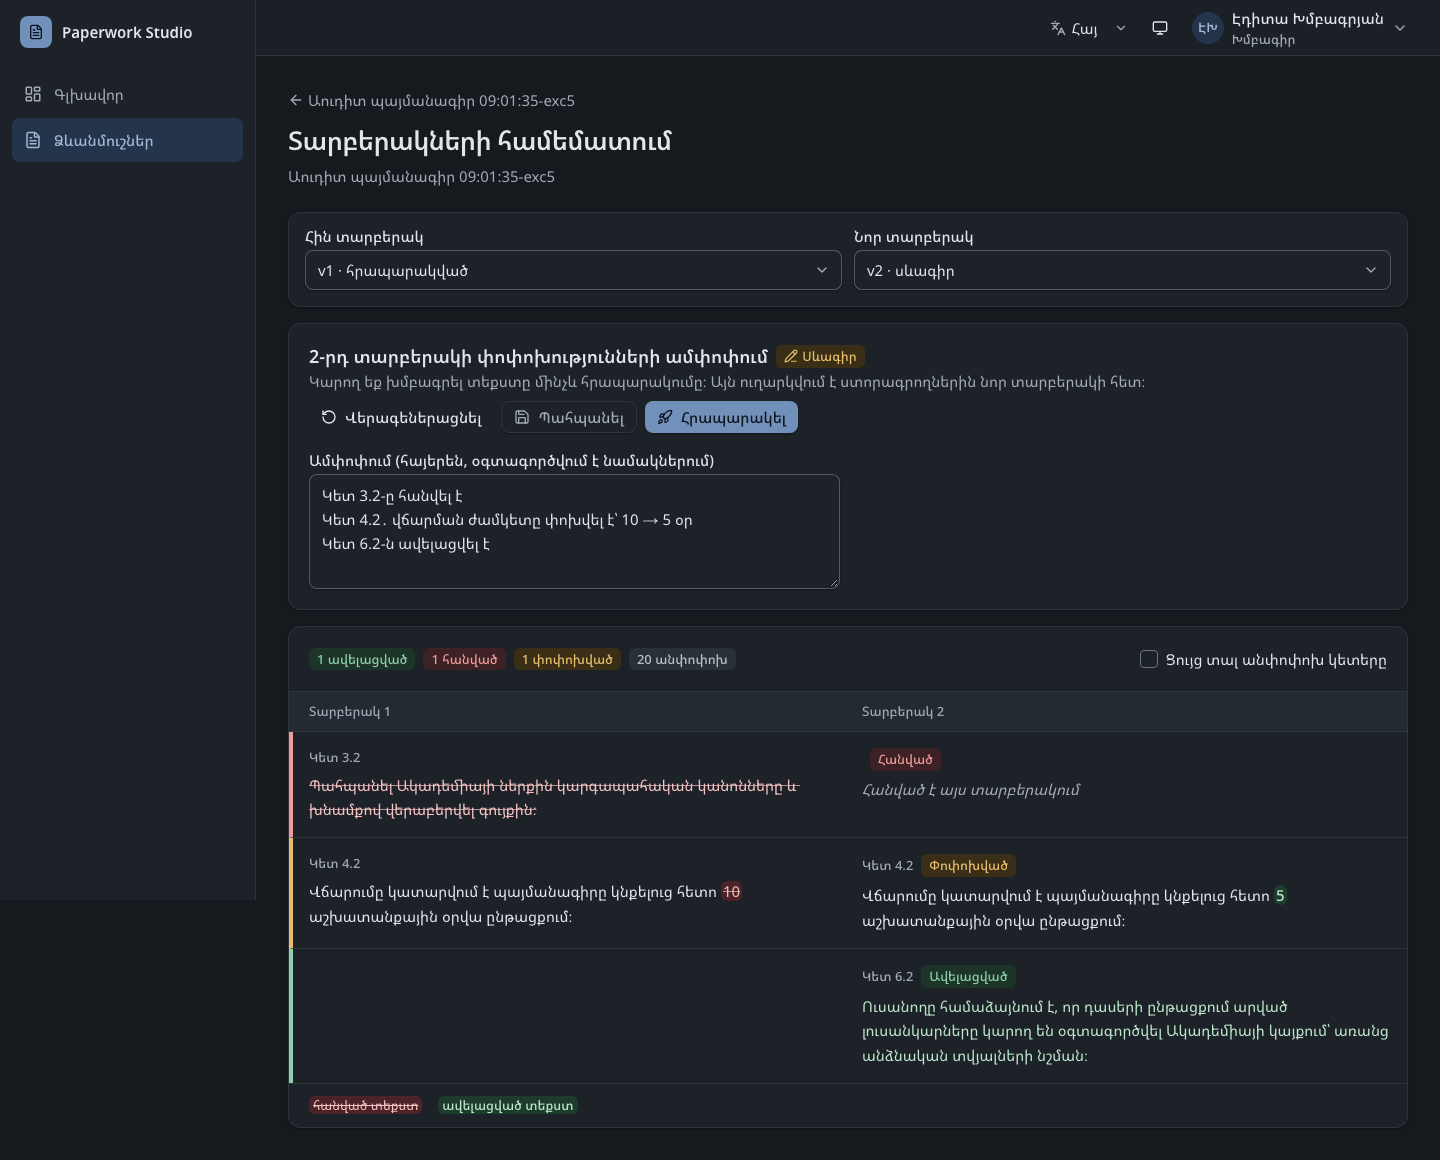 Paperwork Studio
Հայ
ԷԽ
Էդիտա Խմբագրյան
Խմբագիր
Գլխավոր
Ձևանմուշներ
← Աուդիտ պայմանագիր 09:01:35-exc5
Տարբերակների համեմատում
Աուդիտ պայմանագիր 09:01:35-exc5
Հին տարբերակ
Նոր տարբերակ
v1 · հրապարակված
v2 · սևագիր
2-րդ տարբերակի փոփոխությունների ամփոփում Սևագիր
Կարող եք խմբագրել տեքստը մինչև հրապարակումը։ Այն ուղարկվում է ստորագրողներին նոր տարբերակի հետ։
Վերագեներացնել Պահպանել Հրապարակել
Ամփոփում (հայերեն, օգտագործվում է նամակներում)
Կետ 3.2-ը հանվել է
Կետ 4.2․ վճարման ժամկետը փոխվել է՝ 10 → 5 օր
Կետ 6.2-ն ավելացվել է
1 ավելացված 1 հանված 1 փոփոխված 20 անփոփոխ
Ցույց տալ անփոփոխ կետերը
Տարբերակ 1
Տարբերակ 2
Կետ 3.2
Պահպանել Ակադեմիայի ներքին կարգապահական կանոնները և
խնամքով վերաբերվել գույքին։
Հանված
Հանված է այս տարբերակում
Կետ 4.2
Վճարումը կատարվում է պայմանագիրը կնքելուց հետո 10
աշխատանքային օրվա ընթացքում։
Կետ 4.2 Փոփոխված
Վճարումը կատարվում է պայմանագիրը կնքելուց հետո 5
աշխատանքային օրվա ընթացքում։
Կետ 6.2 Ավելացված
Ուսանողը համաձայնում է, որ դասերի ընթացքում արված
լուսանկարները կարող են օգտագործվել Ակադեմիայի կայքում՝ առանց
անձնական տվյալների նշման։
հանված տեքստ ավելացված տեքստ